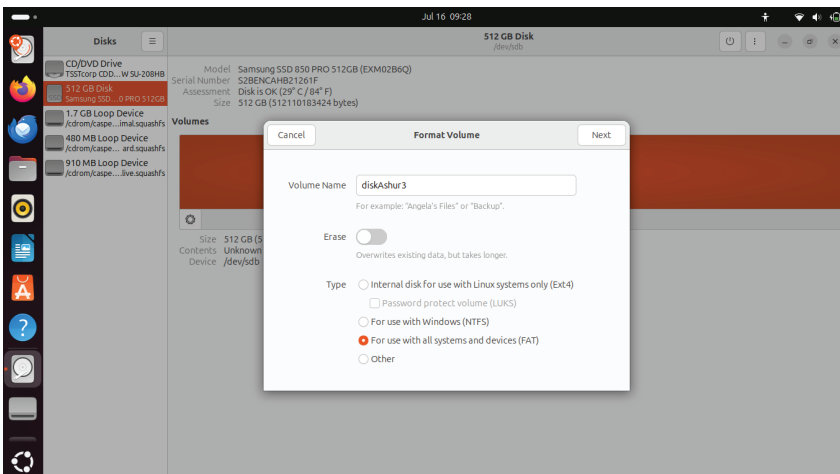 Jul 16 09:28
Disks
512 GB Disk
/dev/sdb
CD/DVD Drive
TSSTcorp CDD...W SU-208HB
512 GB Disk
Samsung SSD...0 PRO 512GB
1.7 GB Loop Device
/cdrom/caspe...imal.squashfs
480 MB Loop Device
/cdrom/caspe... ard.squashfs
910 MB Loop Device
/cdrom/caspe...live.squashfs
Model Samsung SSD 850 PRO 512GB (EXM02B6Q)
Serial Number S2BENCAHB21261F
Assessment Disk is OK (29° C / 84° F)
Size 512 GB (512110183424 bytes)
Volumes
Size 512 GB (5
Contents Unknown
Device /dev/sdb
Cancel Format Volume Next
Volume Name diskAshur3
For example: "Angela's Files" or "Backup".
Erase
Overwrites existing data, but takes longer.
Type Internal disk for use with Linux systems only (Ext4)
Password protect volume (LUKS)
For use with Windows (NTFS)
For use with all systems and devices (FAT)
Other